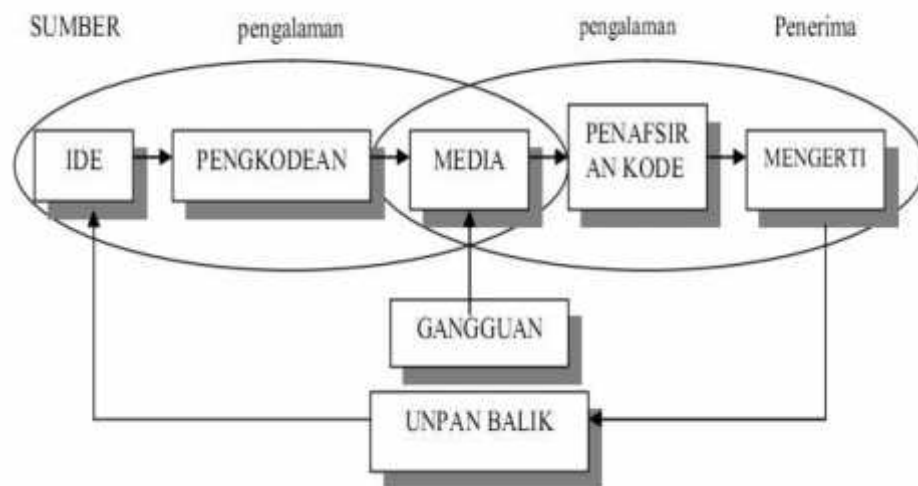 SUMBER
pengalaman
pengalaman
Penerima
IDE
PENGKODEAN
MEDIA
PENAFSIR
AN KODE
MENGERTI
GANGGUAN
UNPAN BALIK